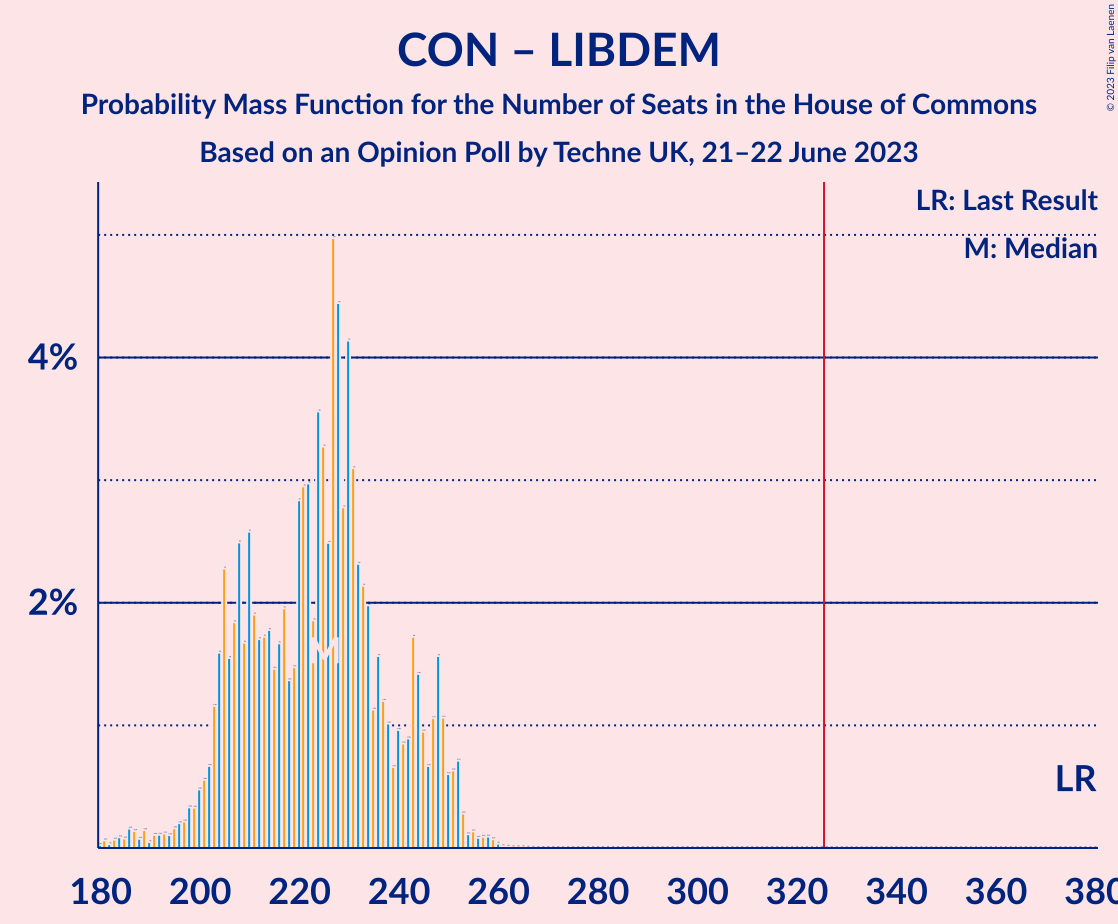 CON – LIBDEM
Probability Mass Function for the Number of Seats in the House of Commons
Based on an Opinion Poll by Techne UK, 21–22 June 2023
© 2023 Filip van Laenen
LR: Last Result
M: Median
4%
2%
M
LR
180 200 220 240 260 280 300 320 340 360 380